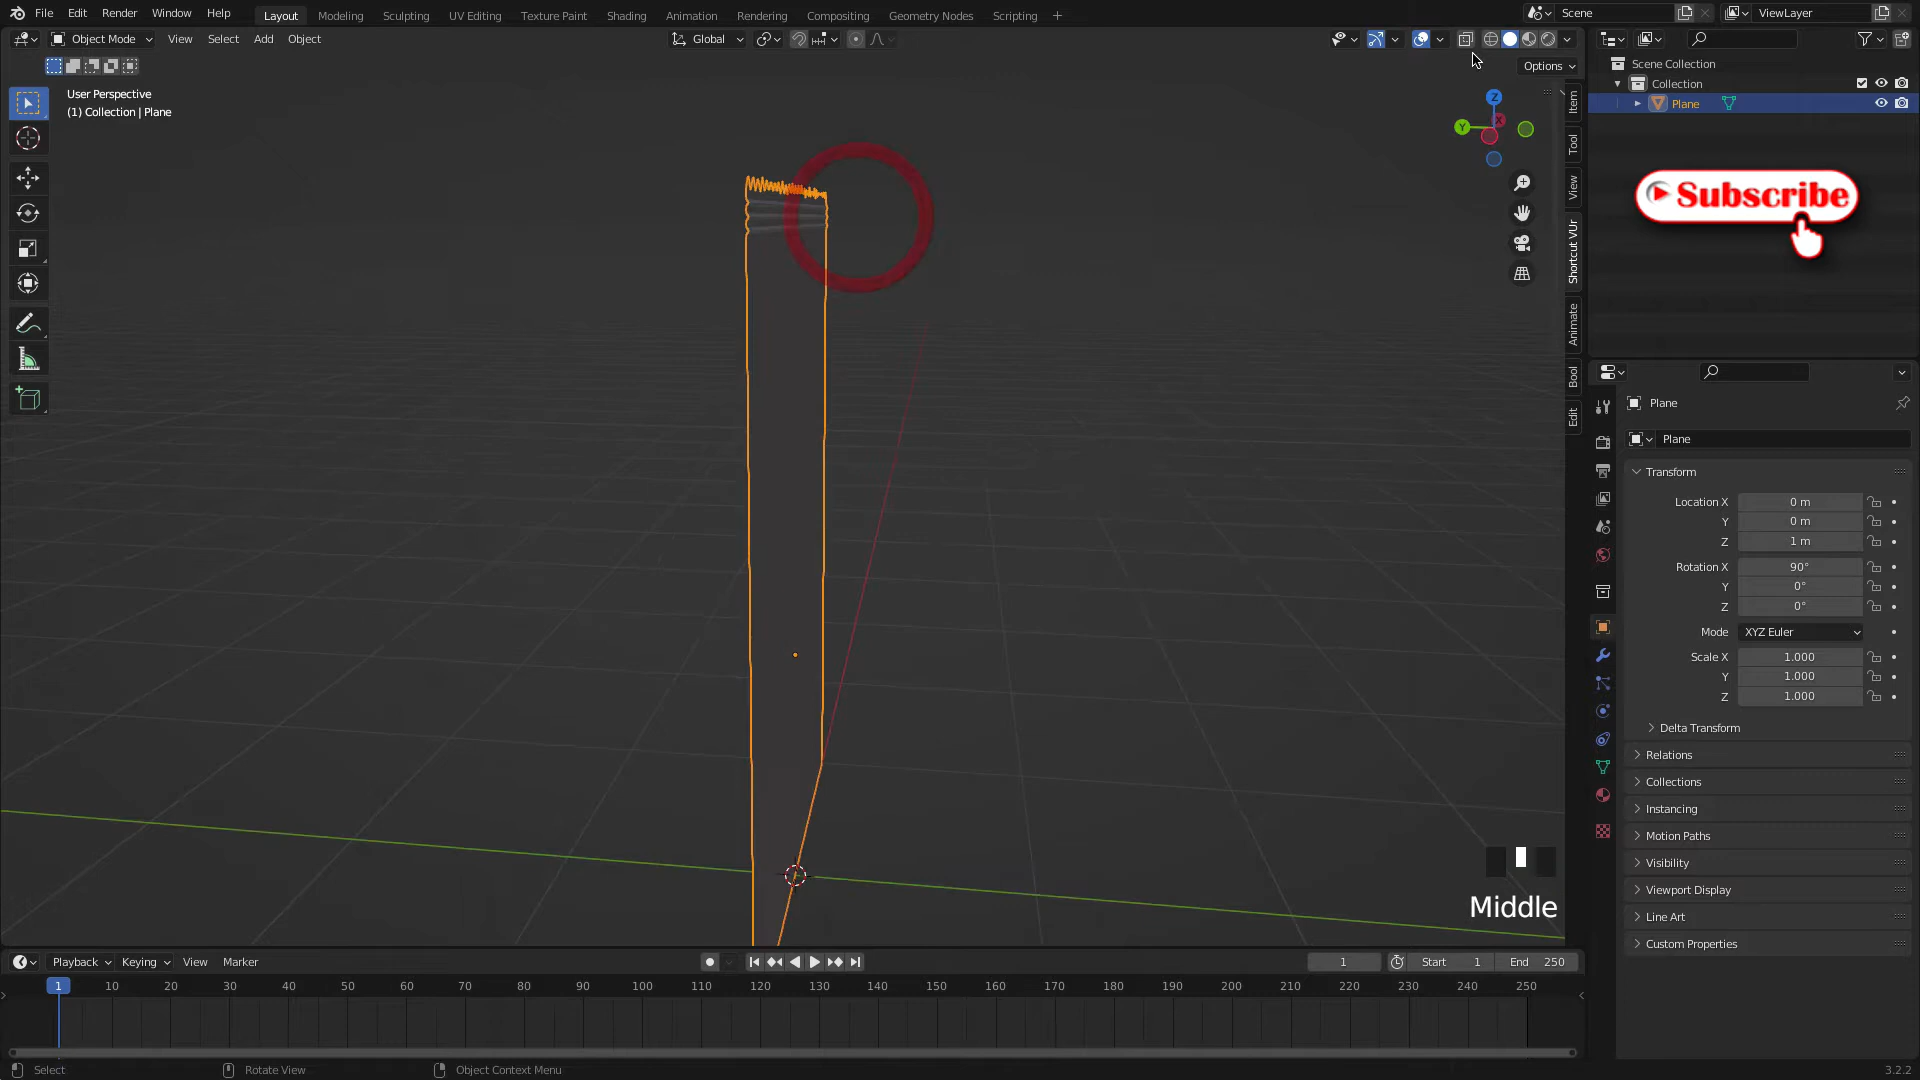 File Edit Render Window Help Layout Modeling Sculpting UV Editing Texture Paint Shading Animation Rendering Compositing Geometry Nodes Scripting + Scene ViewLayer
Object Mode View Select Add Object Global
Options
User Perspective
(1) Collection | Plane
Z
Y
X
Item
Tool
View
Shortcut VUr
Animate
Bool
Edit
Middle
Scene Collection
Collection
Plane
Subscribe
Plane
Plane
Transform
Location X 0 m
Y 0 m
Z 1 m
Rotation X 90°
Y 0°
Z 0°
Mode XYZ Euler
Scale X 1.000
Y 1.000
Z 1.000
Delta Transform
Relations
Collections
Instancing
Motion Paths
Visibility
Viewport Display
Line Art
Custom Properties
Playback Keying View Marker 1 Start 1 End 250
1 10 20 30 40 50 60 70 80 90 100 110 120 130 140 150 160 170 180 190 200 210 220 230 240 250
Select Rotate View Object Context Menu 3.2.2